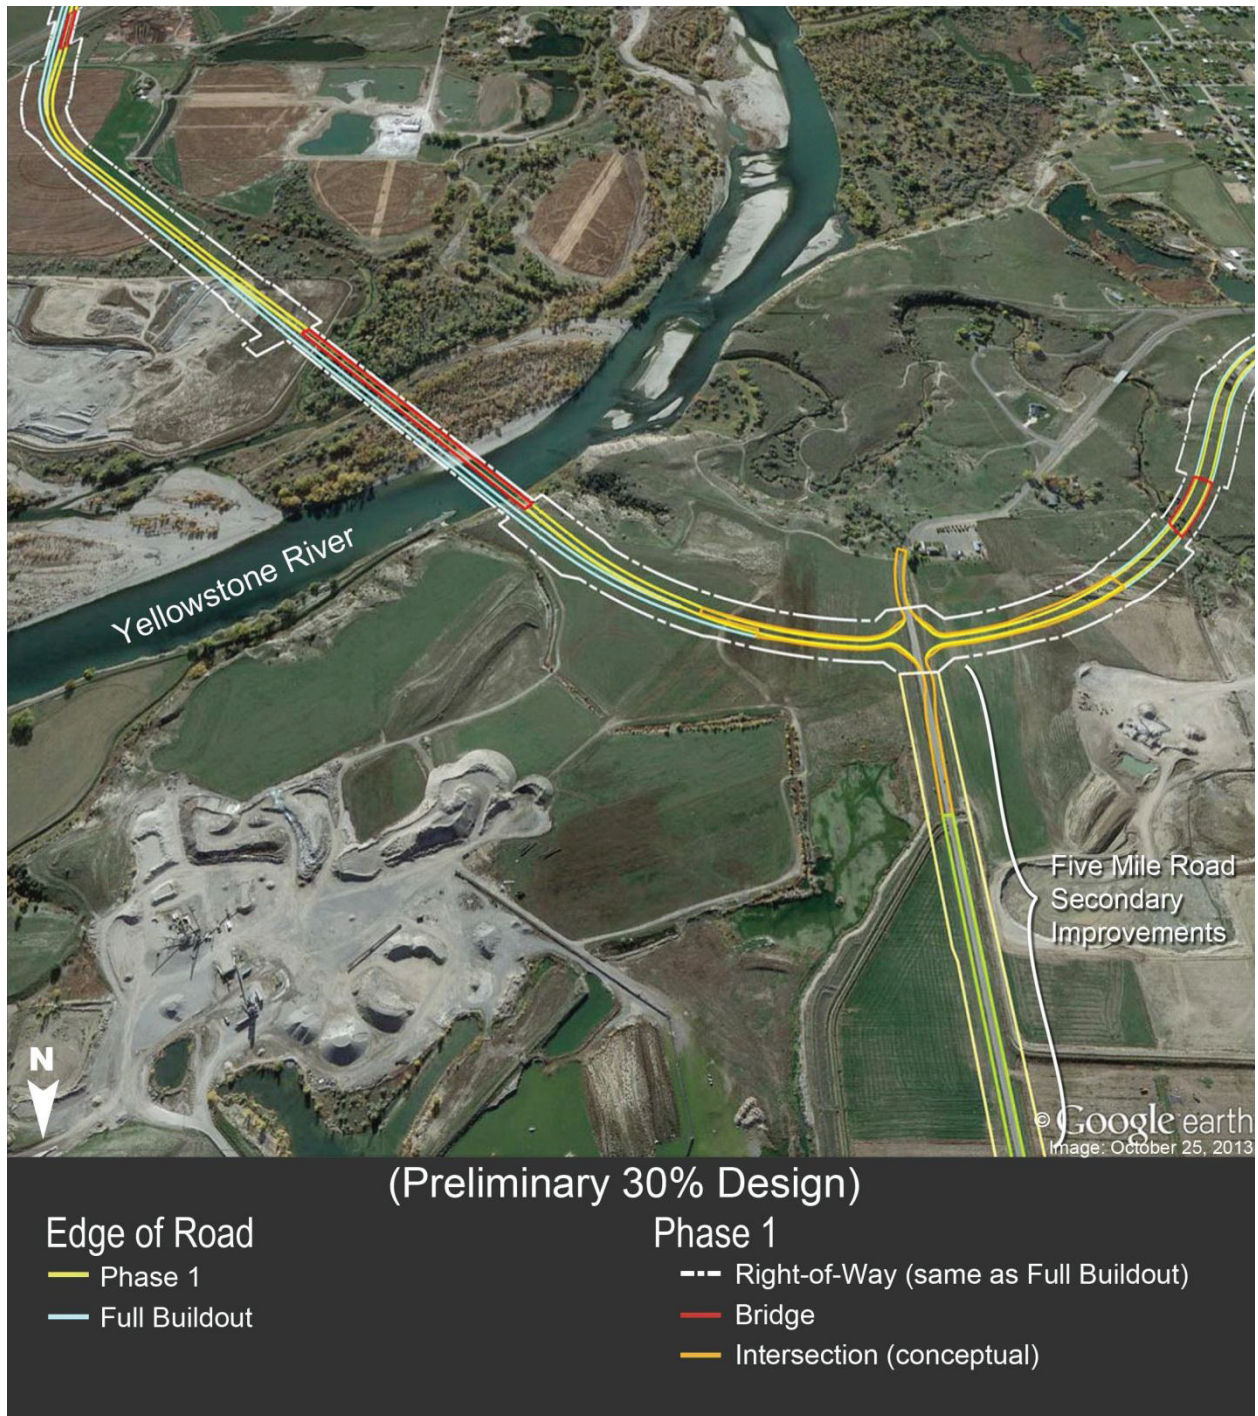 Yellowstone River
Five Mile Road
Secondary
Improvements
N
© Google earth
Image: October 25, 2013
(Preliminary 30% Design)
Edge of Road
Phase 1
Full Buildout
Phase 1
Right-of-Way (same as Full Buildout)
Bridge
Intersection (conceptual)